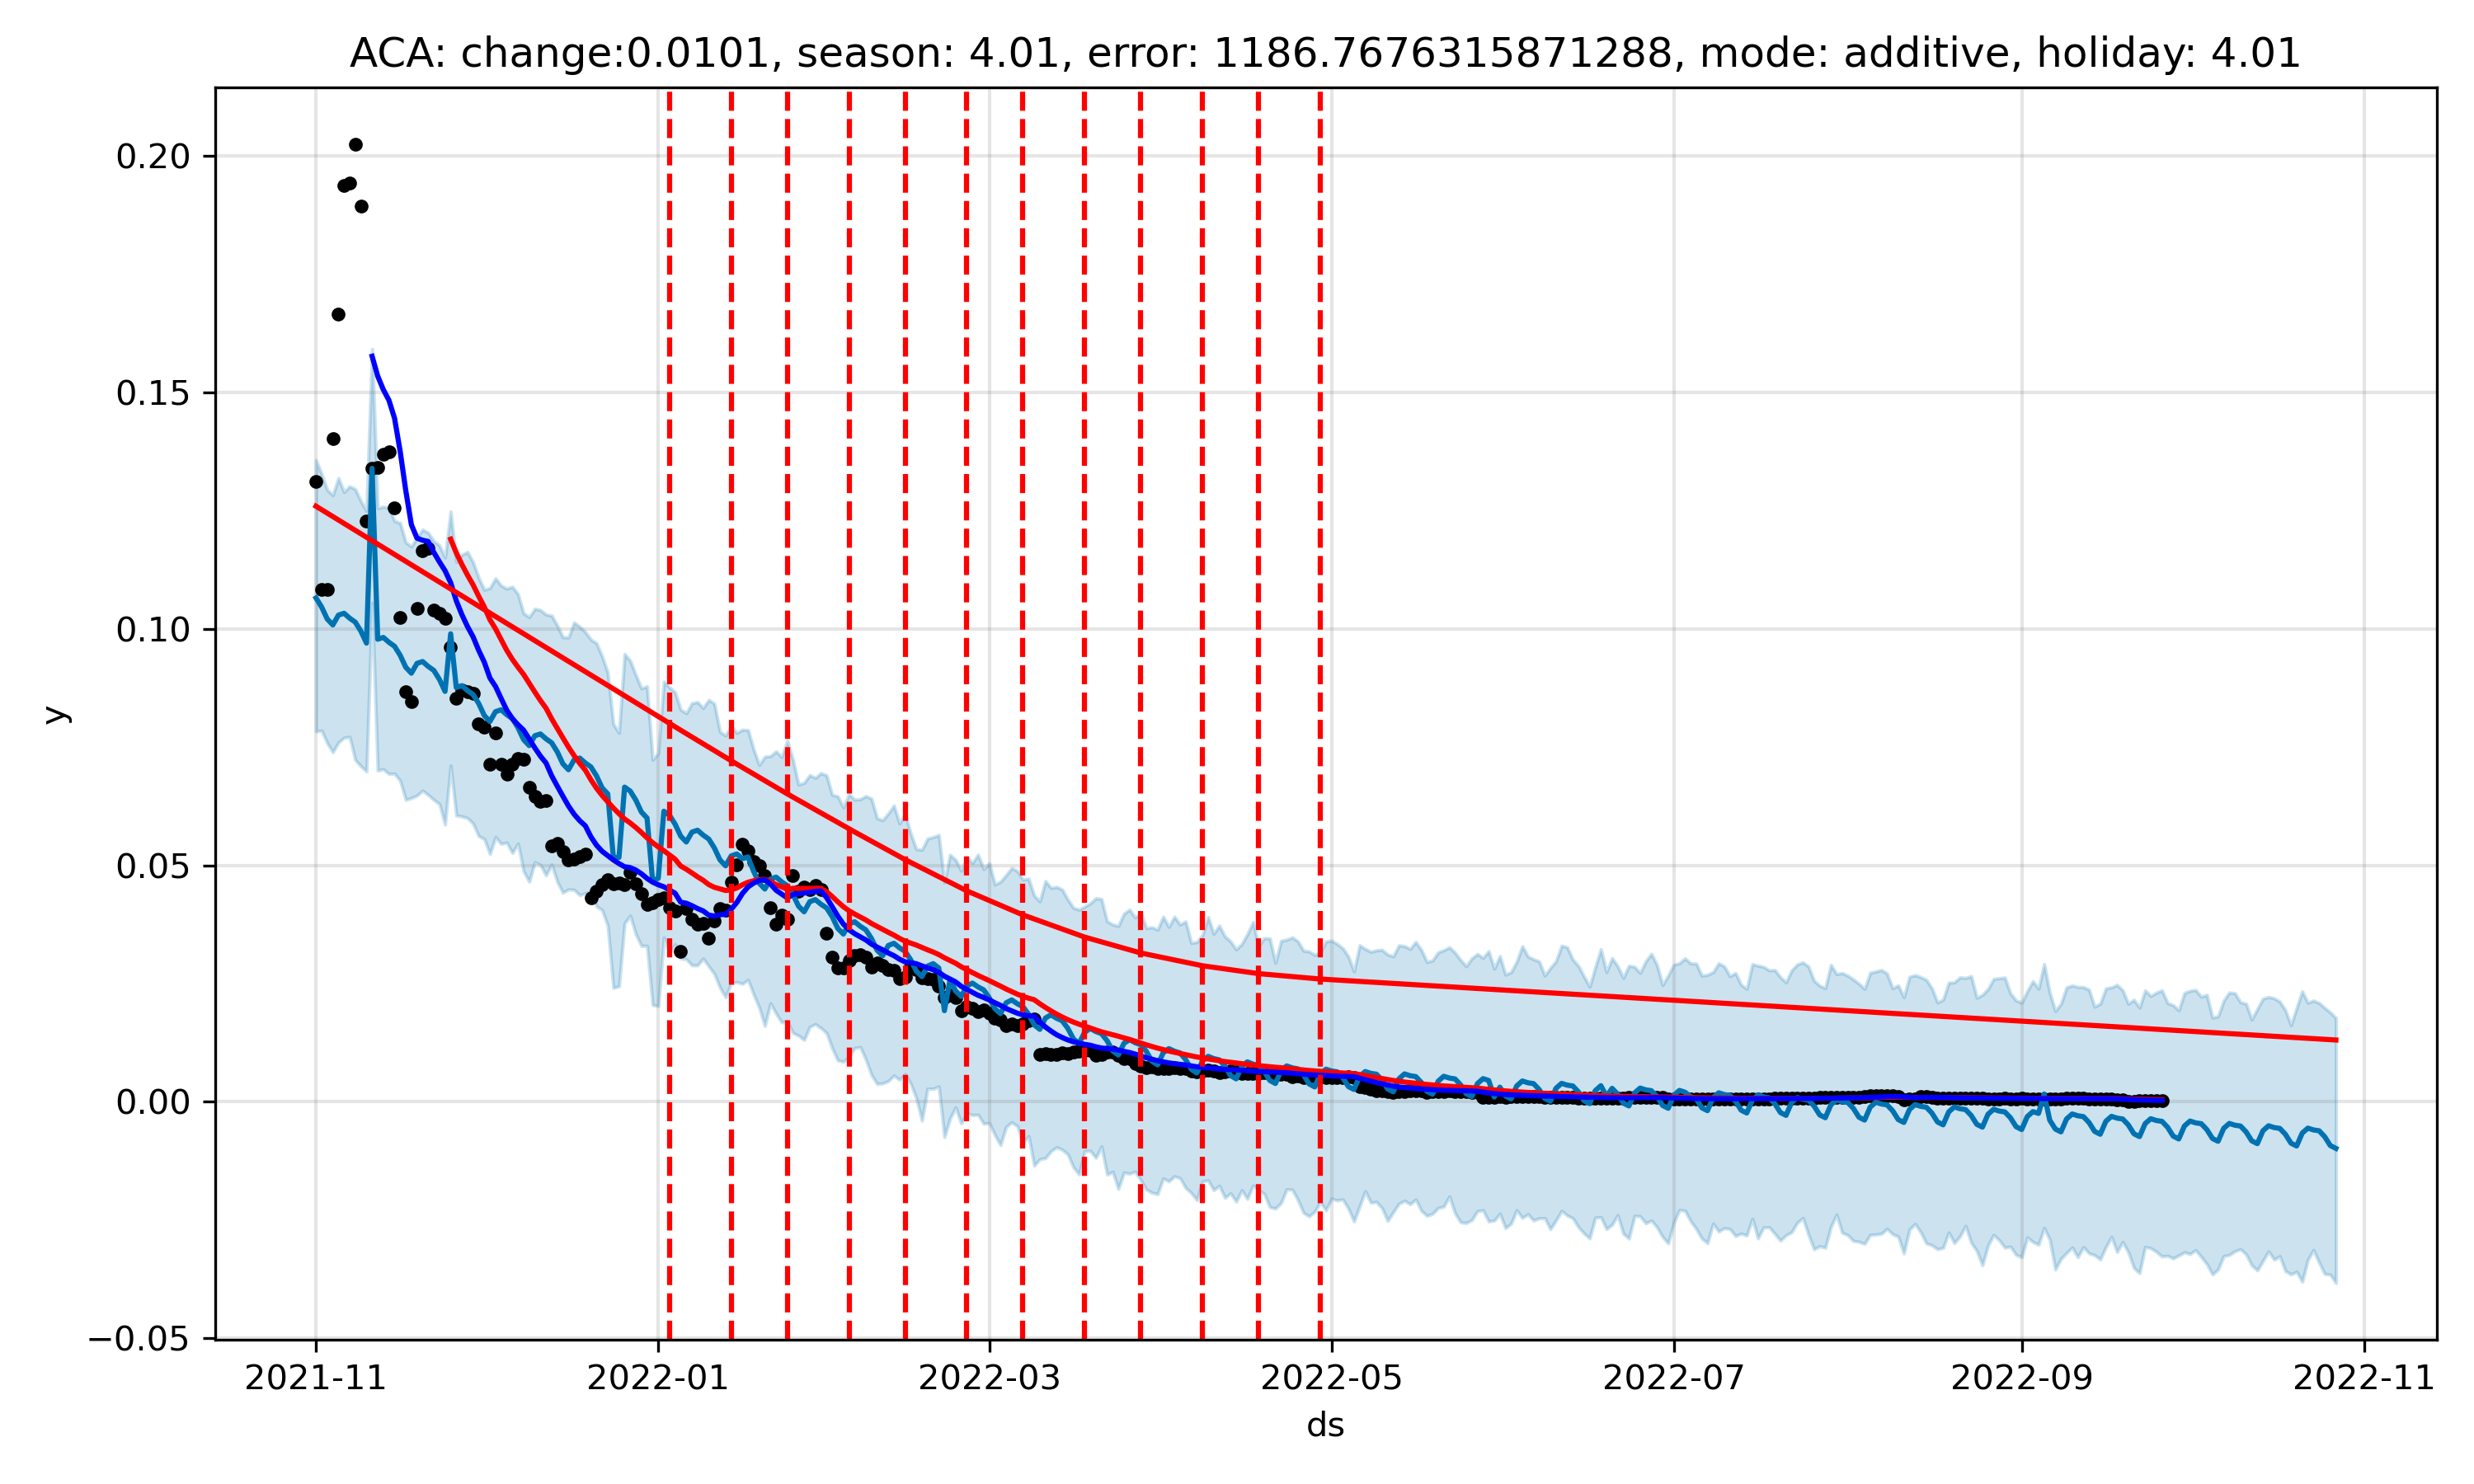 ACA: change:0.0101, season: 4.01, error: 1186.7676315871288, mode: additive, holiday: 4.01
0.20
0.15
0.10
0.05
0.00
−0.05
y
2021-11 2022-01 2022-03 2022-05 2022-07 2022-09 2022-11
ds